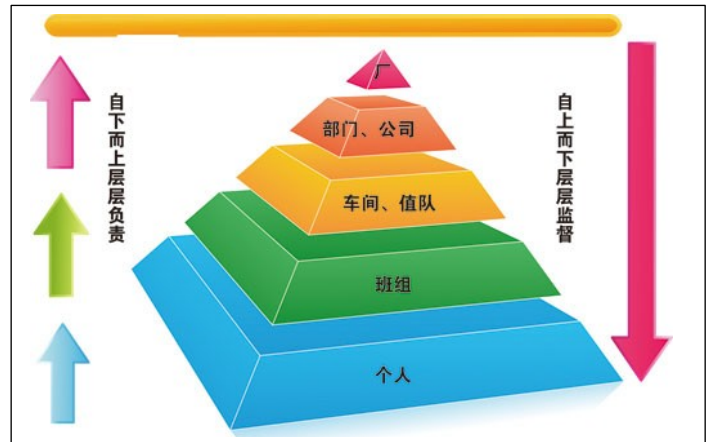 厂
部门、公司
车间、值队
班组
个人
自下而上层层负责
自上而下层层监督